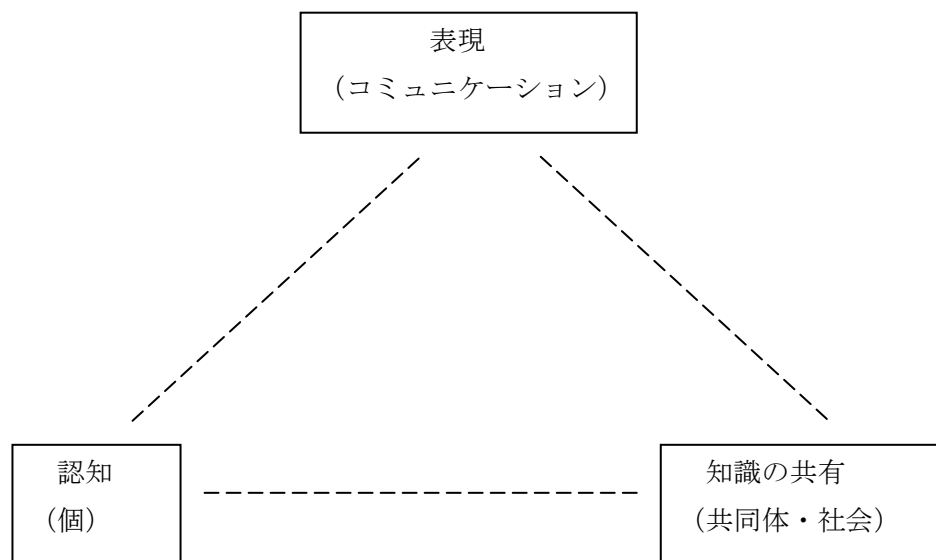 表現
（コミュニケーション）
認知
（個）
知識の共有
（共同体・社会）